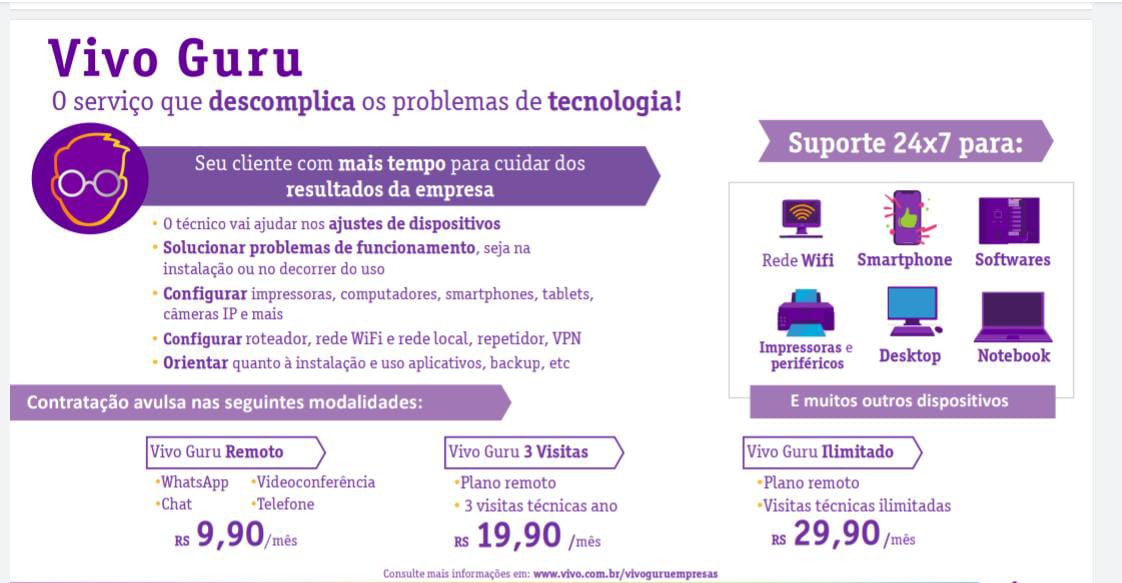 Vivo Guru
O serviço que descomplica os problemas de tecnologia!
Seu cliente com mais tempo para cuidar dos
resultados da empresa
• O técnico vai ajudar nos ajustes de dispositivos
• Solucionar problemas de funcionamento, seja na
instalação ou no decorrer do uso
• Configurar impressoras, computadores, smartphones, tablets,
câmeras IP e mais
• Configurar roteador, rede WiFi e rede local, repetidor, VPN
• Orientar quanto à instalação e uso aplicativos, backup, etc
Suporte 24x7 para:
Rede Wifi
Smartphone
Softwares
Impressoras e
periféricos
Desktop
Notebook
E muitos outros dispositivos
Contratação avulsa nas seguintes modalidades:
Vivo Guru Remoto
•WhatsApp •Videoconferência
•Chat •Telefone
R$ 9,90/mês
Vivo Guru 3 Visitas
•Plano remoto
• 3 visitas técnicas ano
R$ 19,90 /mês
Vivo Guru Ilimitado
•Plano remoto
•Visitas técnicas ilimitadas
R$ 29,90/mês
Consulte mais informações em: www.vivo.com.br/vivoguruempresas